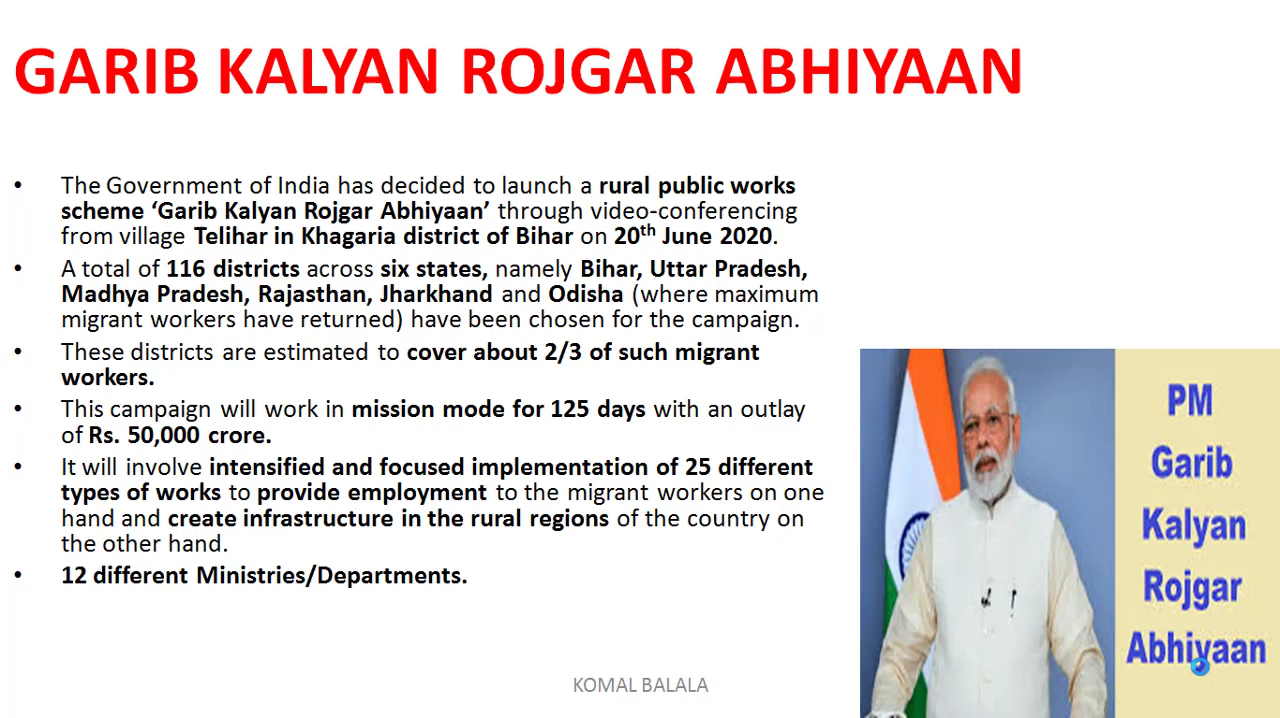 GARIB KALYAN ROJGAR ABHIYAAN
• The Government of India has decided to launch a rural public works
scheme ‘Garib Kalyan Rojgar Abhiyaan’ through video-conferencing
from village Telihar in Khagaria district of Bihar on 20th June 2020.
• A total of 116 districts across six states, namely Bihar, Uttar Pradesh,
Madhya Pradesh, Rajasthan, Jharkhand and Odisha (where maximum
migrant workers have returned) have been chosen for the campaign.
• These districts are estimated to cover about 2/3 of such migrant
workers.
• This campaign will work in mission mode for 125 days with an outlay
of Rs. 50,000 crore.
• It will involve intensified and focused implementation of 25 different
types of works to provide employment to the migrant workers on one
hand and create infrastructure in the rural regions of the country on
the other hand.
• 12 different Ministries/Departments.
PM
Garib
Kalyan
Rojgar
Abhiyaan
KOMAL BALALA